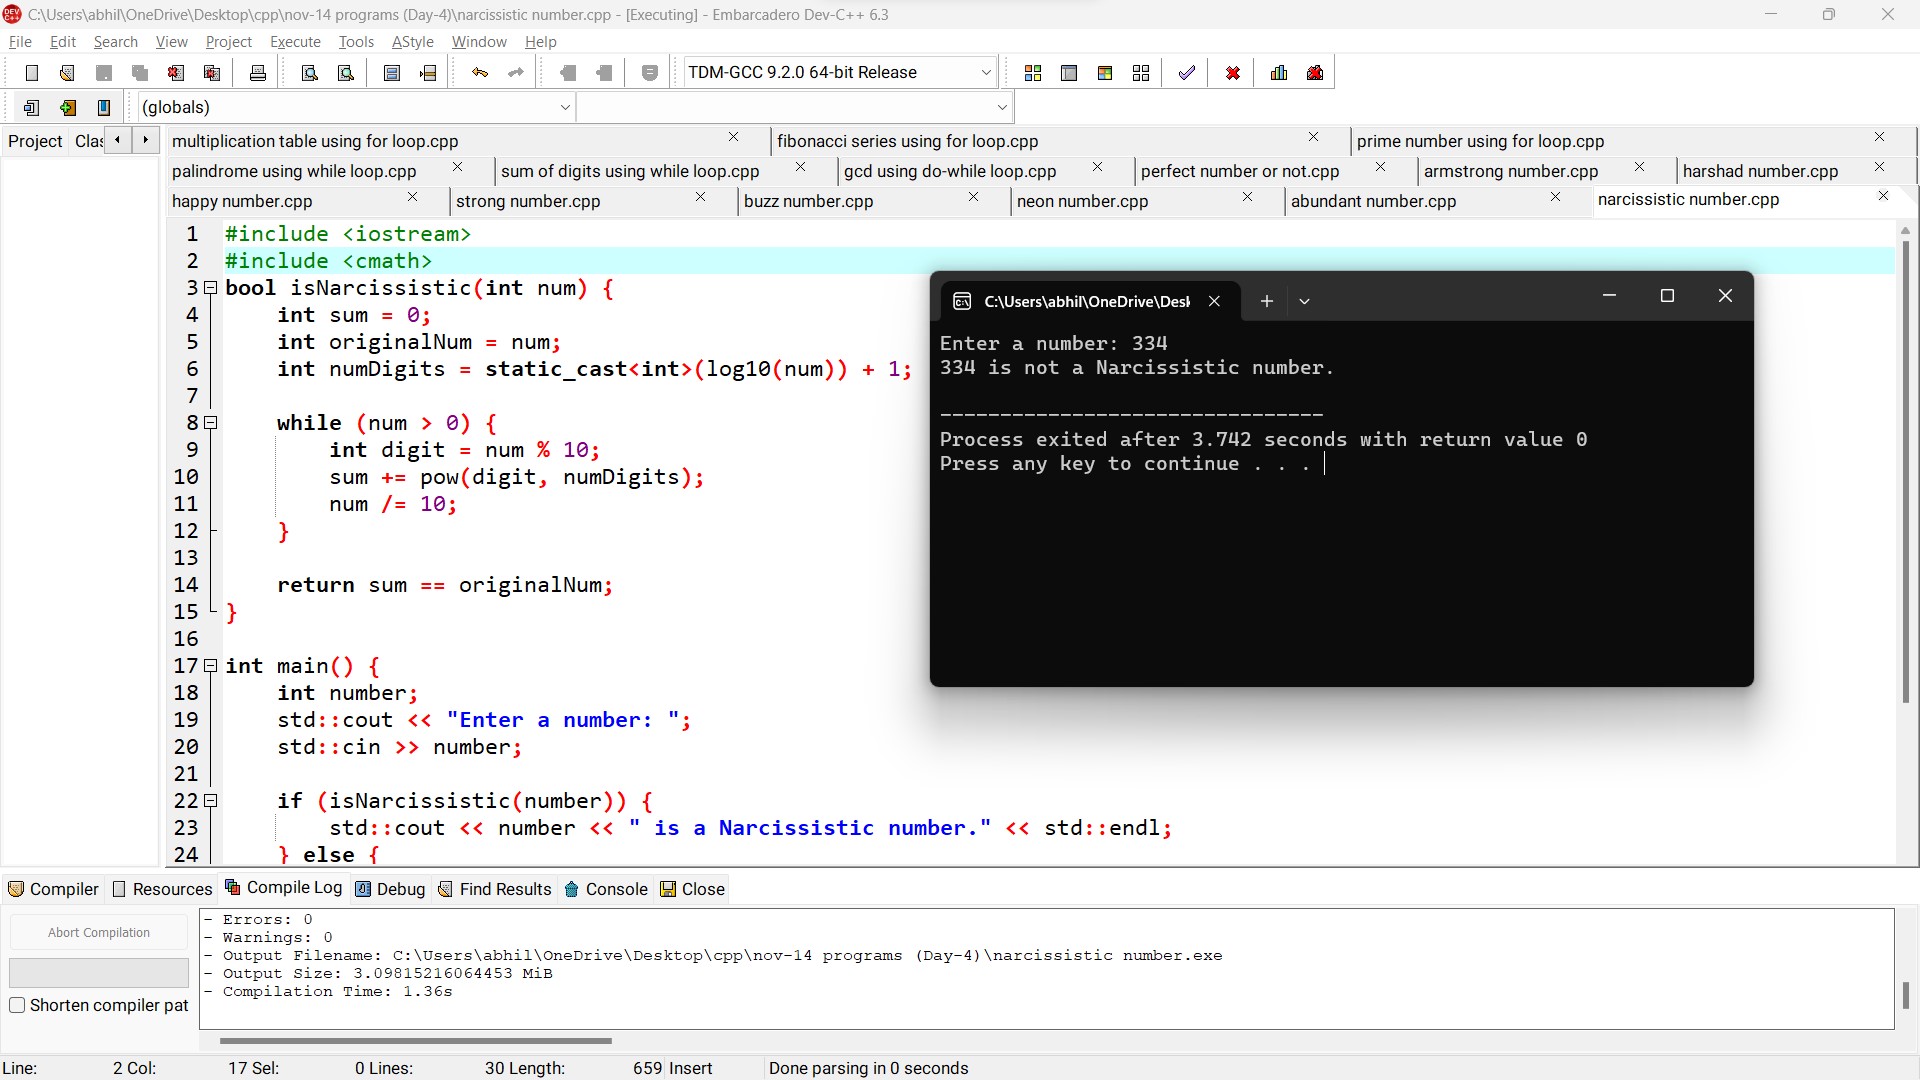 C:\Users\abhil\OneDrive\Desktop\cpp\nov-14 programs (Day-4)\narcissistic number.cpp - [Executing] - Embarcadero Dev-C++ 6.3
File Edit Search View Project Execute Tools AStyle Window Help
TDM-GCC 9.2.0 64-bit Release
(globals)
Project Clas
multiplication table using for loop.cpp fibonacci series using for loop.cpp prime number using for loop.cpp
palindrome using while loop.cpp sum of digits using while loop.cpp gcd using do-while loop.cpp perfect number or not.cpp armstrong number.cpp harshad number.cpp
happy number.cpp strong number.cpp buzz number.cpp neon number.cpp abundant number.cpp narcissistic number.cpp
1 #include <iostream>
2 #include <cmath>
3 bool isNarcissistic(int num) {
4 int sum = 0;
5 int originalNum = num;
6 int numDigits = static_cast<int>(log10(num)) + 1;
7
8 while (num > 0) {
9 int digit = num % 10;
10 sum += pow(digit, numDigits);
11 num /= 10;
12 }
13
14 return sum == originalNum;
15 }
16
17 int main() {
18 int number;
19 std::cout << "Enter a number: ";
20 std::cin >> number;
21
22 if (isNarcissistic(number)) {
23 std::cout << number << " is a Narcissistic number." << std::endl;
24 } else {
C:\Users\abhil\OneDrive\Desk
Enter a number: 334
334 is not a Narcissistic number.
--------------------------------
Process exited after 3.742 seconds with return value 0
Press any key to continue . . .
Compiler Resources Compile Log Debug Find Results Console Close
Abort Compilation
Shorten compiler pat
- Errors: 0
- Warnings: 0
- Output Filename: C:\Users\abhil\OneDrive\Desktop\cpp\nov-14 programs (Day-4)\narcissistic number.exe
- Output Size: 3.09815216064453 MiB
- Compilation Time: 1.36s
Line: 2 Col: 17 Sel: 0 Lines: 30 Length: 659 Insert Done parsing in 0 seconds